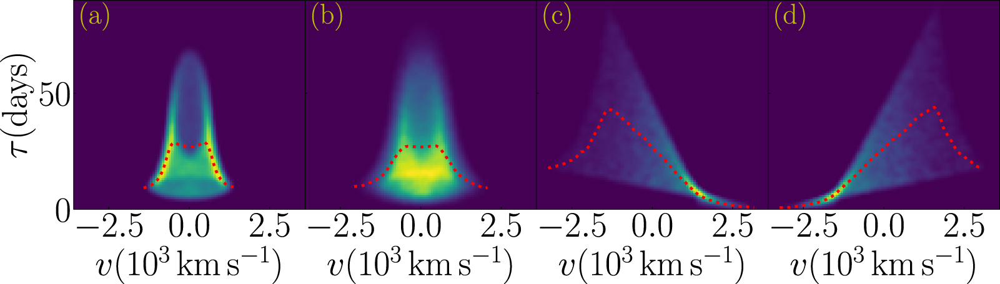 (a) (b) (c) (d)
τ(days)
50
0
−2.5 0.0 2.5 −2.5 0.0 2.5 −2.5 0.0 2.5 −2.5 0.0 2.5
v(10³ km s⁻¹) v(10³ km s⁻¹) v(10³ km s⁻¹) v(10³ km s⁻¹)